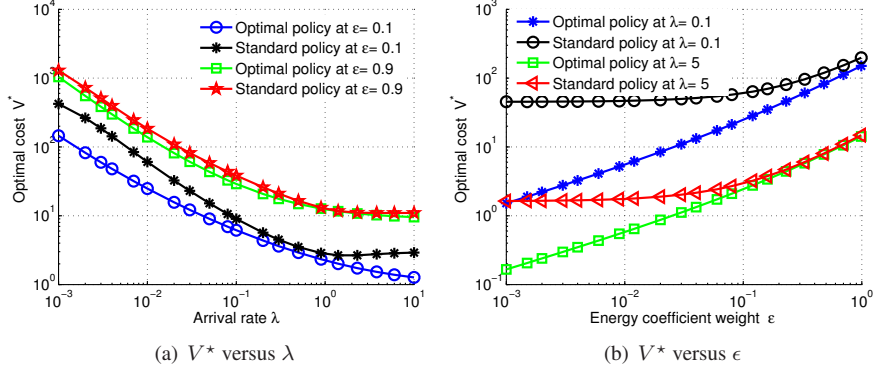 10^4
10^3
10^2
10^1
10^0
Optimal cost V^*
Optimal policy at ε= 0.1
Standard policy at ε= 0.1
Optimal policy at ε= 0.9
Standard policy at ε= 0.9
10^−3 10^−2 10^−1 10^0 10^1
Arrival rate λ
(a) V^⋆ versus λ
10^3
10^2
10^1
10^0
10^−1
Optimal cost V^*
Optimal policy at λ= 0.1
Standard policy at λ= 0.1
Optimal policy at λ= 5
Standard policy at λ= 5
10^−3 10^−2 10^−1 10^0
Energy coefficient weight ε
(b) V^⋆ versus ϵ